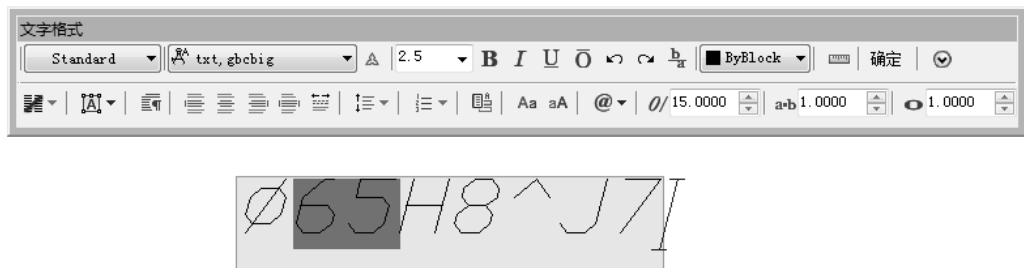 文字格式
Standard txt, gbcbig 2.5 B I U O b/a ByBlock 确定
A Aa aA @ 0/ 15.0000 a•b 1.0000 O 1.0000
Ø65H8^J7